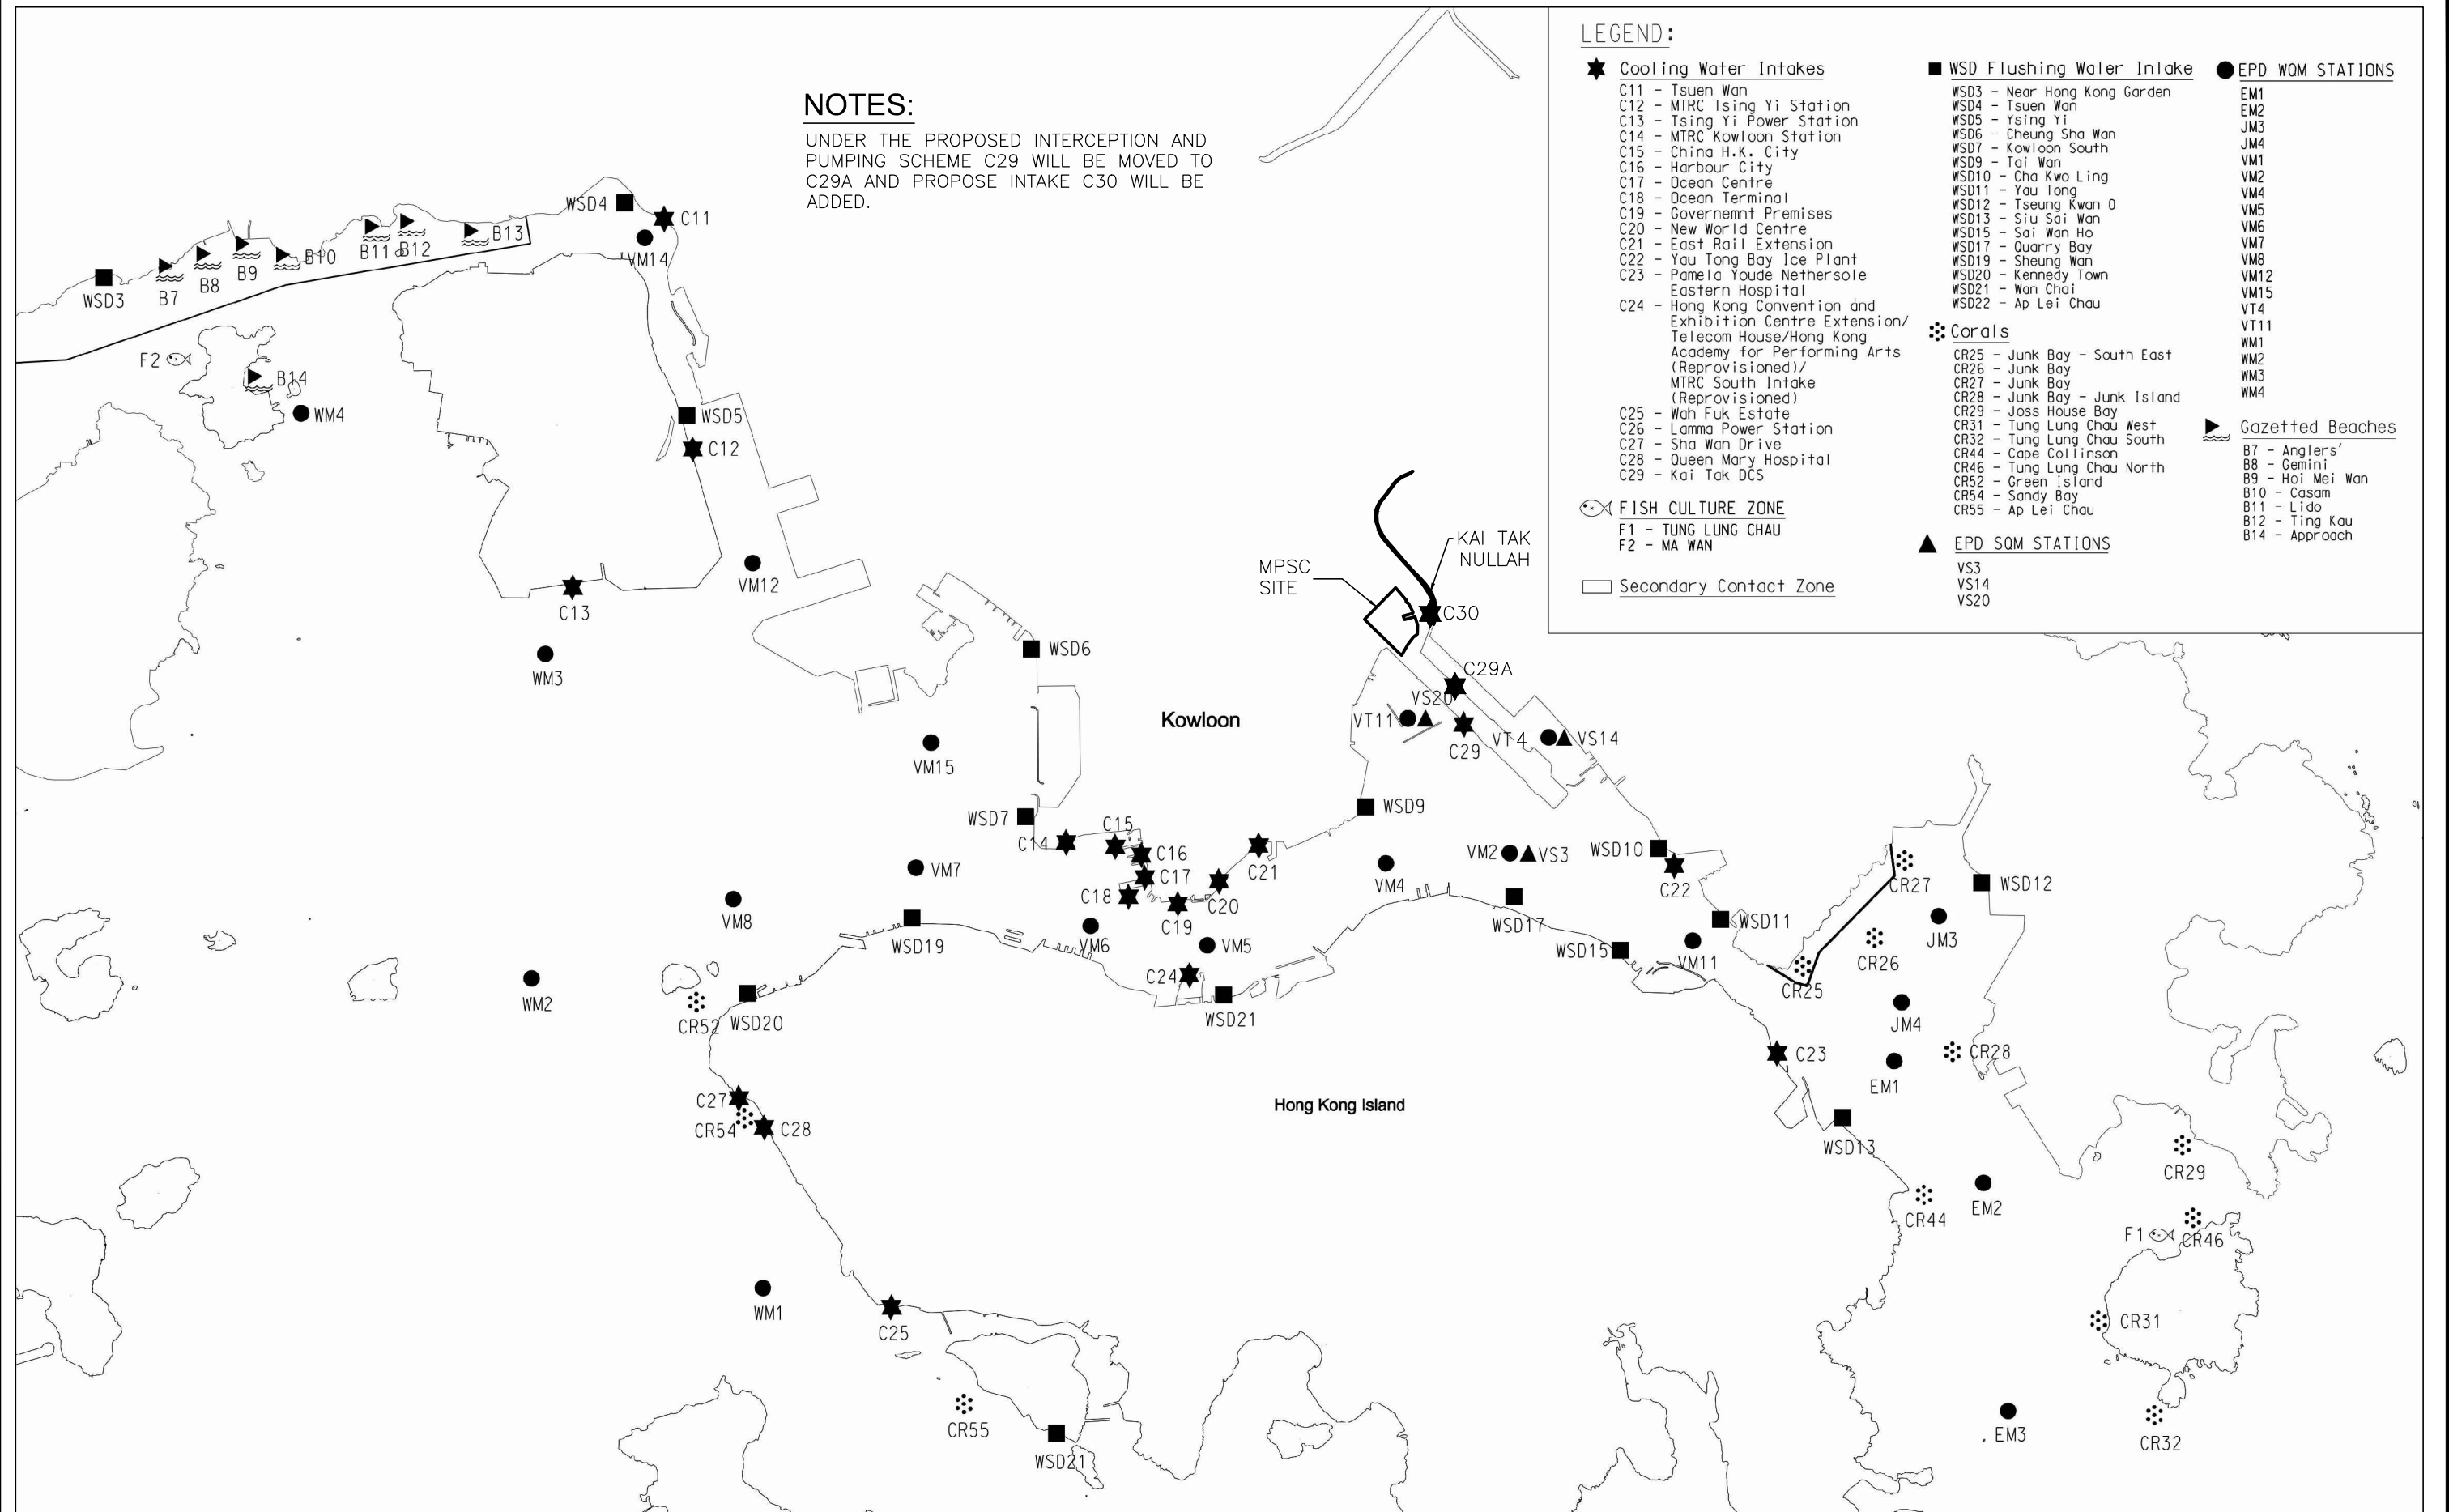 NOTES:
UNDER THE PROPOSED INTERCEPTION AND
PUMPING SCHEME C29 WILL BE MOVED TO
C29A AND PROPOSE INTAKE C30 WILL BE
ADDED.
LEGEND:
Cooling Water Intakes
C11 - Tsuen Wan
C12 - MTRC Tsing Yi Station
C13 - Tsing Yi Power Station
C14 - MTRC Kowloon Station
C15 - China H.K. City
C16 - Harbour City
C17 - Ocean Centre
C18 - Ocean Terminal
C19 - Governemnt Premises
C20 - New World Centre
C21 - East Rail Extension
C22 - Yau Tong Bay Ice Plant
C23 - Pamela Youde Nethersole
Eastern Hospital
C24 - Hong Kong Convention and
Exhibition Centre Extension/
Telecom House/Hong Kong
Academy for Performing Arts
(Reprovisioned)/
MTRC South Intake
(Reprovisioned)
C25 - Wah Fuk Estate
C26 - Lamma Power Station
C27 - Sha Wan Drive
C28 - Queen Mary Hospital
C29 - Kai Tak DCS
FISH CULTURE ZONE
F1 - TUNG LUNG CHAU
F2 - MA WAN
Secondary Contact Zone
WSD Flushing Water Intake
WSD3 - Near Hong Kong Garden
WSD4 - Tsuen Wan
WSD5 - Ysing Yi
WSD6 - Cheung Sha Wan
WSD7 - Kowloon South
WSD9 - Tai Wan
WSD10 - Cha Kwo Ling
WSD11 - Yau Tong
WSD12 - Tseung Kwan O
WSD13 - Siu Sai Wan
WSD15 - Sai Wan Ho
WSD17 - Quarry Bay
WSD19 - Sheung Wan
WSD20 - Kennedy Town
WSD21 - Wan Chai
WSD22 - Ap Lei Chau
Corals
CR25 - Junk Bay - South East
CR26 - Junk Bay
CR27 - Junk Bay
CR28 - Junk Bay - Junk Island
CR29 - Joss House Bay
CR31 - Tung Lung Chau West
CR32 - Tung Lung Chau South
CR44 - Cape Collinson
CR46 - Tung Lung Chau North
CR52 - Green Island
CR54 - Sandy Bay
CR55 - Ap Lei Chau
EPD SQM STATIONS
VS3
VS14
VS20
EPD WQM STATIONS
EM1
EM2
JM3
JM4
VM1
VM2
VM4
VM5
VM6
VM7
VM8
VM12
VM15
VT4
VT11
WM1
WM2
WM3
WM4
Gazetted Beaches
B7 - Anglers'
B8 - Gemini
B9 - Hoi Mei Wan
B10 - Casam
B11 - Lido
B12 - Ting Kau
B14 - Approach
WSD4
C11
VM14
B13
B12
B11
B10
B9
B8
B7
WSD3
F2
B14
WM4
WSD5
C12
VM12
C13
WM3
KAI TAK
NULLAH
MPSC
SITE
C30
WSD6
C29A
VS20
VT11
C29
VT4
VS14
Kowloon
VM15
WSD7
C14
C15
C16
C17
C18
C19
C20
C21
WSD9
VM4
VM2
VS3
WSD10
C22
CR27
WSD12
VM7
VM8
WSD19
VM6
VM5
WSD17
WSD15
WSD11
VM11
CR26
JM3
CR25
C24
WSD21
WM2
CR52
WSD20
JM4
C23
EM1
CR28
C27
CR54
C28
Hong Kong Island
WSD13
CR29
CR44
EM2
F1
CR46
WM1
C25
CR31
CR55
WSD21
EM3
CR32